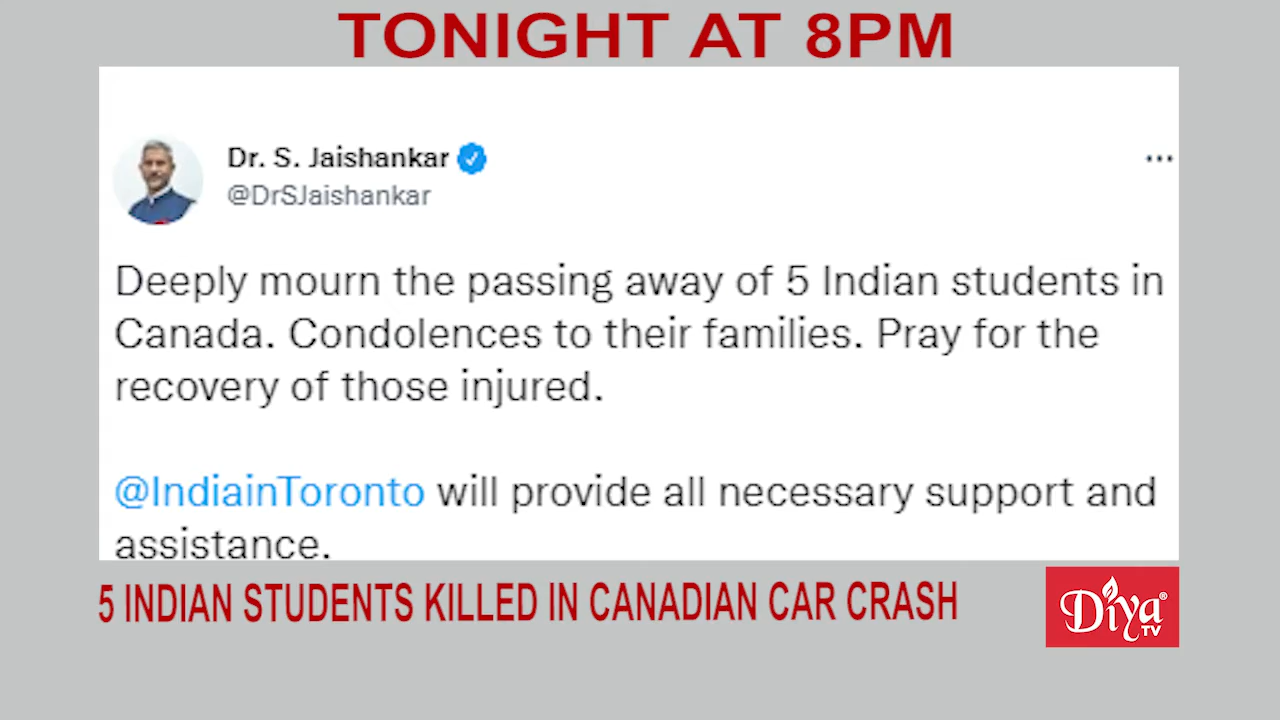 TONIGHT AT 8PM
Dr. S. Jaishankar
@DrSJaishankar
Deeply mourn the passing away of 5 Indian students in
Canada. Condolences to their families. Pray for the
recovery of those injured.
@IndiainToronto will provide all necessary support and
assistance.
5 INDIAN STUDENTS KILLED IN CANADIAN CAR CRASH
Diya®
TV